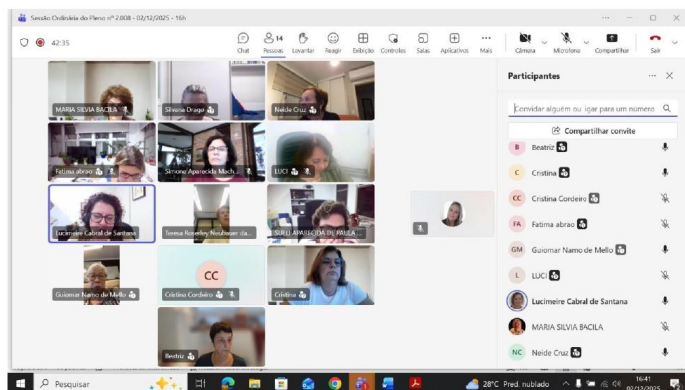 Sessão Ordinária do Pleno nº 2.008 - 02/12/2025 - 16h
42:35
Chat
14
Pessoas
Levantar
Reagir
Exibição
Controles
Salas
Aplicativos
Mais
Câmera
Microfone
Compartilhar
Sair
MARIA SILVIA BACILA
Silvana Drago
Neide Cruz
Fatima abrao
Simone Aparecida Mach...
LUCI
Lucimeire Cabral de Santana
Teresa Roserley Neubauer da...
SUELI APARECIDA DE PAULA...
Guiomar Namo de Mello
CC
Cristina Cordeiro
Cristina
Beatriz
Participantes
Convidar alguém ou ligar para um número
Compartilhar convite
B Beatriz
C Cristina
CC Cristina Cordeiro
FA Fatima abrao
GM Guiomar Namo de Mello
L LUCI
Lucimeire Cabral de Santana
MARIA SILVIA BACILA
NC Neide Cruz
Pesquisar
28°C Pred. nublado
16:41
02/12/2025